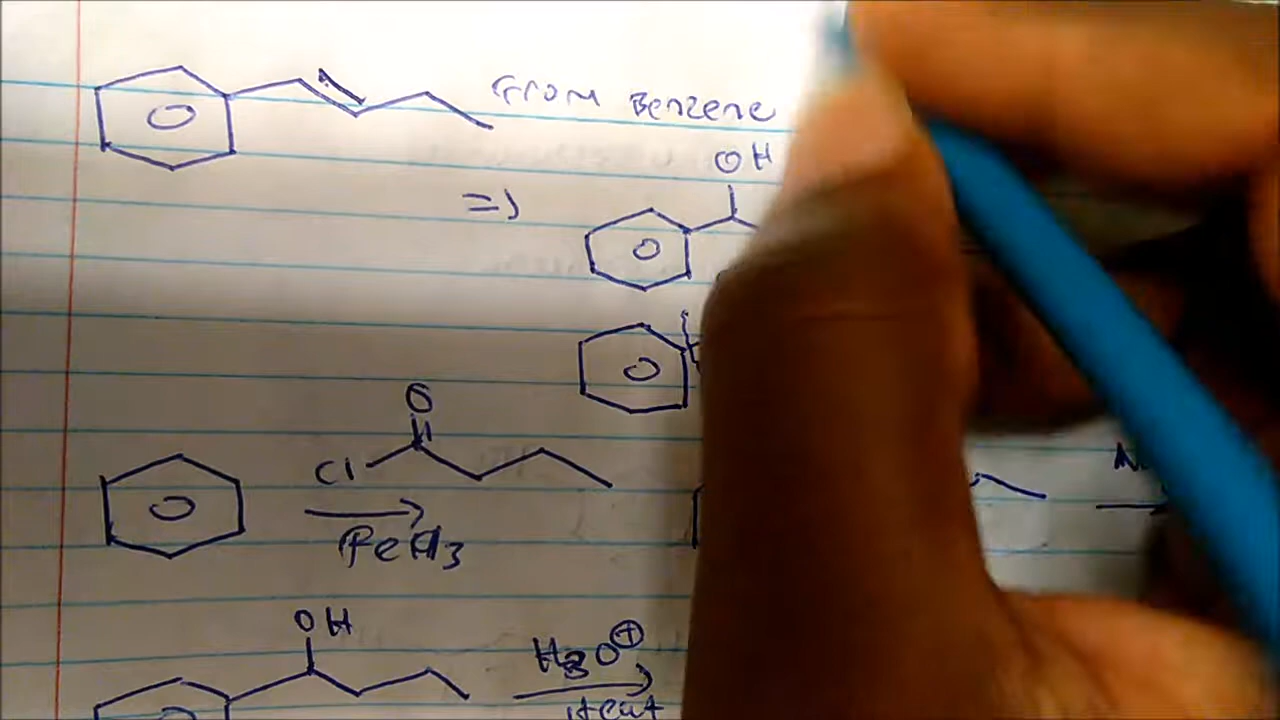 From Benzene
OH
=>
O
Cl
FeCl3
OH
H3O⊕
Heat